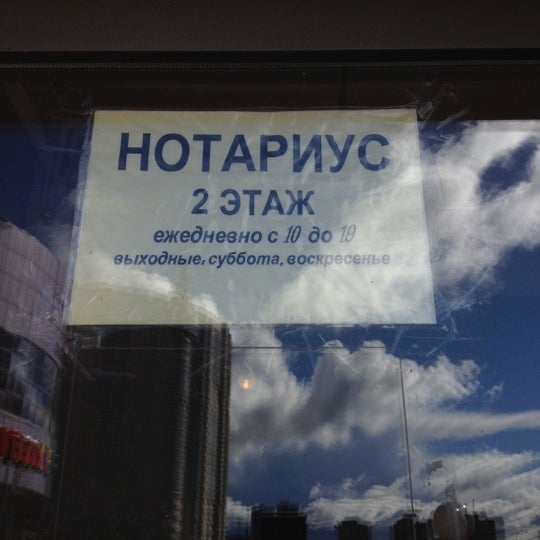 НОТАРИУС
2 ЭТАЖ
ежедневно с 10 до 19
выходные: суббота, воскресенье